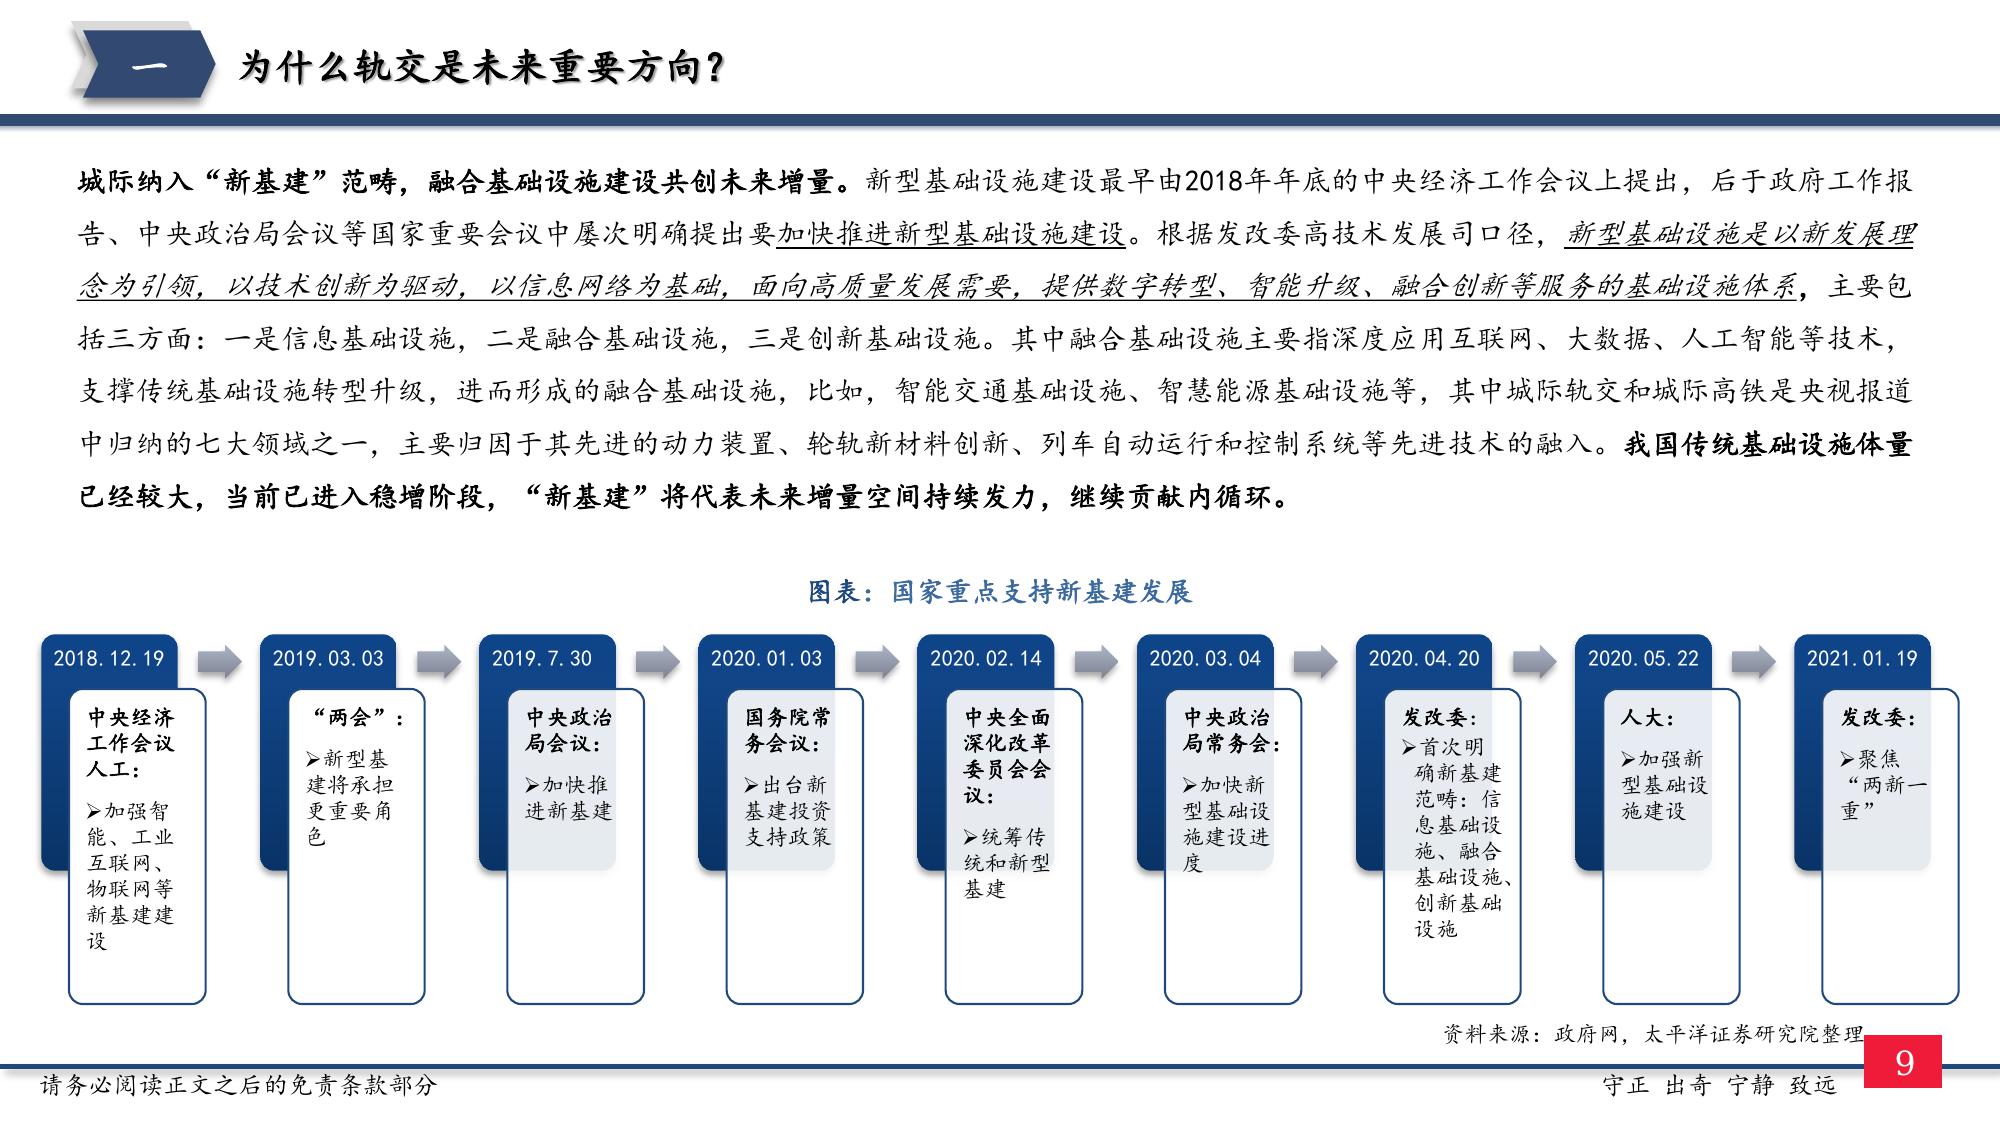 一
为什么轨交是未来重要方向?
城际纳入“新基建”范畴，融合基础设施建设共创未来增量。新型基础设施建设最早由2018年年底的中央经济工作会议上提出，后于政府工作报
告、中央政治局会议等国家重要会议中屡次明确提出要加快推进新型基础设施建设。根据发改委高技术发展司口径，新型基础设施是以新发展理
念为引领，以技术创新为驱动，以信息网络为基础，面向高质量发展需要，提供数字转型、智能升级、融合创新等服务的基础设施体系，主要包
括三方面：一是信息基础设施，二是融合基础设施，三是创新基础设施。其中融合基础设施主要指深度应用互联网、大数据、人工智能等技术，
支撑传统基础设施转型升级，进而形成的融合基础设施，比如，智能交通基础设施、智慧能源基础设施等，其中城际轨交和城际高铁是央视报道
中归纳的七大领域之一，主要归因于其先进的动力装置、轮轨新材料创新、列车自动运行和控制系统等先进技术的融入。我国传统基础设施体量
已经较大，当前已进入稳增阶段，“新基建”将代表未来增量空间持续发力，继续贡献内循环。
图表：国家重点支持新基建发展
2018.12.19
中央经济
工作会议
人工：
➢加强智
能、工业
互联网、
物联网等
新基建建
设
2019.03.03
“两会”：
➢新型基
建将承担
更重要角
色
2019.7.30
中央政治
局会议：
➢加快推
进新基建
2020.01.03
国务院常
务会议：
➢出台新
基建投资
支持政策
2020.02.14
中央全面
深化改革
委员会会
议：
➢统筹传
统和新型
基建
2020.03.04
中央政治
局常务会：
➢加快新
型基础设
施建设进
度
2020.04.20
发改委：
➢首次明
确新基建
范畴：信
息基础设
施、融合
基础设施、
创新基础
设施
2020.05.22
人大：
➢加强新
型基础设
施建设
2021.01.19
发改委：
➢聚焦
“两新一
重”
资料来源：政府网，太平洋证券研究院整理
9
请务必阅读正文之后的免责条款部分
守正 出奇 宁静 致远